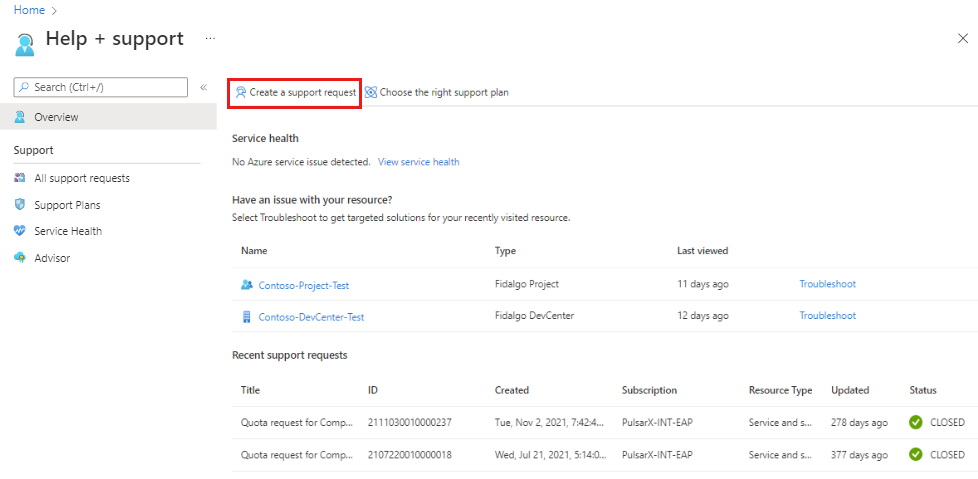 Home >
Help + support ...
Search (Ctrl+/) «
Create a support request Choose the right support plan
Overview
Support
All support requests
Support Plans
Service Health
Advisor
Service health
No Azure service issue detected. View service health
Have an issue with your resource?
Select Troubleshoot to get targeted solutions for your recently visited resource.
Name Type Last viewed
Contoso-Project-Test Fidalgo Project 11 days ago Troubleshoot
Contoso-DevCenter-Test Fidalgo DevCenter 12 days ago Troubleshoot
Recent support requests
Title ID Created Subscription Resource Type Updated Status
Quota request for Comp... 2111030010000237 Tue, Nov 2, 2021, 7:42:4... PulsarX-INT-EAP Service and s... 278 days ago CLOSED
Quota request for Comp... 2107220010000018 Wed, Jul 21, 2021, 5:14:0... PulsarX-INT-EAP Service and s... 377 days ago CLOSED